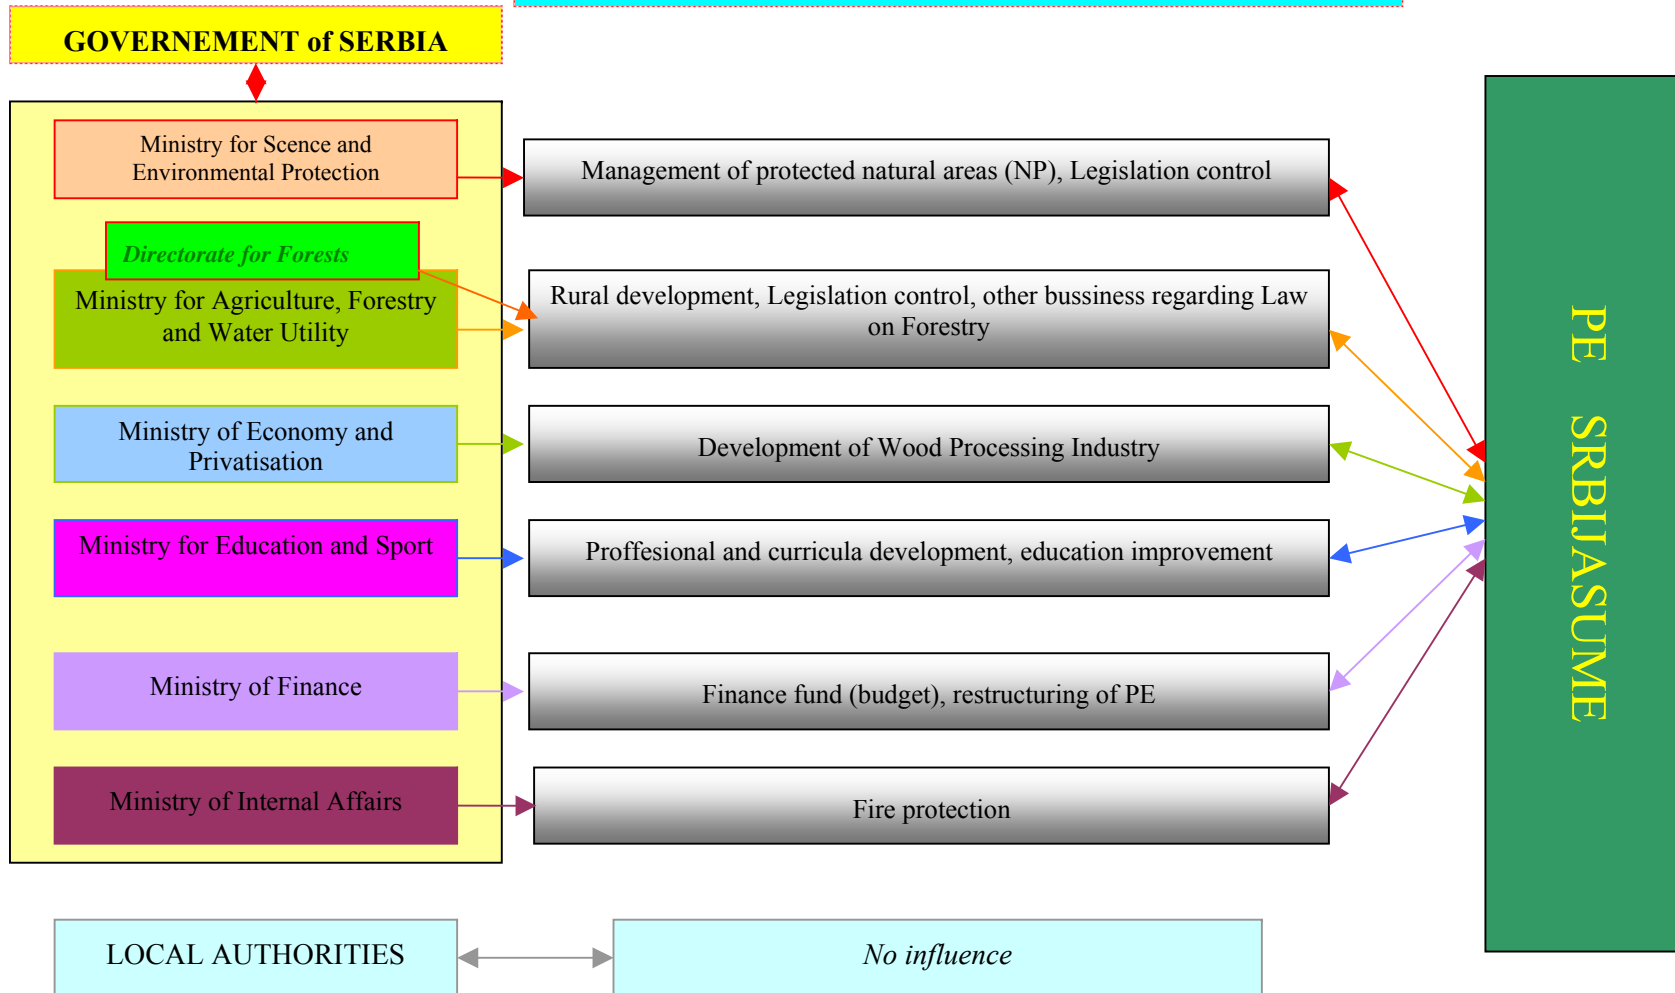 GOVERNEMENT of SERBIA
Ministry for Scence and
Environmental Protection
Management of protected natural areas (NP), Legislation control
Directorate for Forests
Ministry for Agriculture, Forestry
and Water Utility
Rural development, Legislation control, other bussiness regarding Law
on Forestry
Ministry of Economy and
Privatisation
Development of Wood Processing Industry
Ministry for Education and Sport
Proffesional and curricula development, education improvement
Ministry of Finance
Finance fund (budget), restructuring of PE
Ministry of Internal Affairs
Fire protection
PE SRBIJASUME
LOCAL AUTHORITIES
No influence